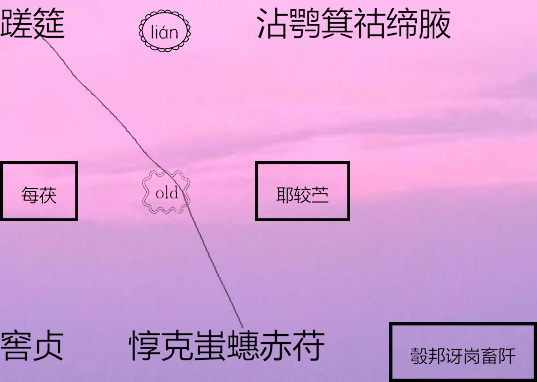 蹉筵
lián
沾鹗箕祜缔腋
每茯
old
耶较苎
窖贞
惇克蚩蟪赤苻
彀邦讶岗畜阡